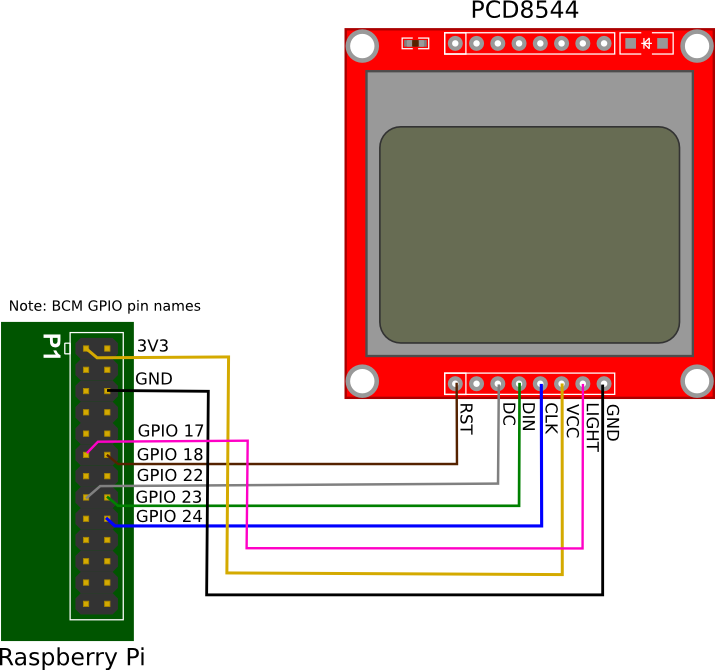 PCD8544
Note: BCM GPIO pin names
P1
3V3
GND
GPIO 17
GPIO 18
GPIO 22
GPIO 23
GPIO 24
RST
DC
DIN
CLK
VCC
LIGHT
GND
Raspberry Pi